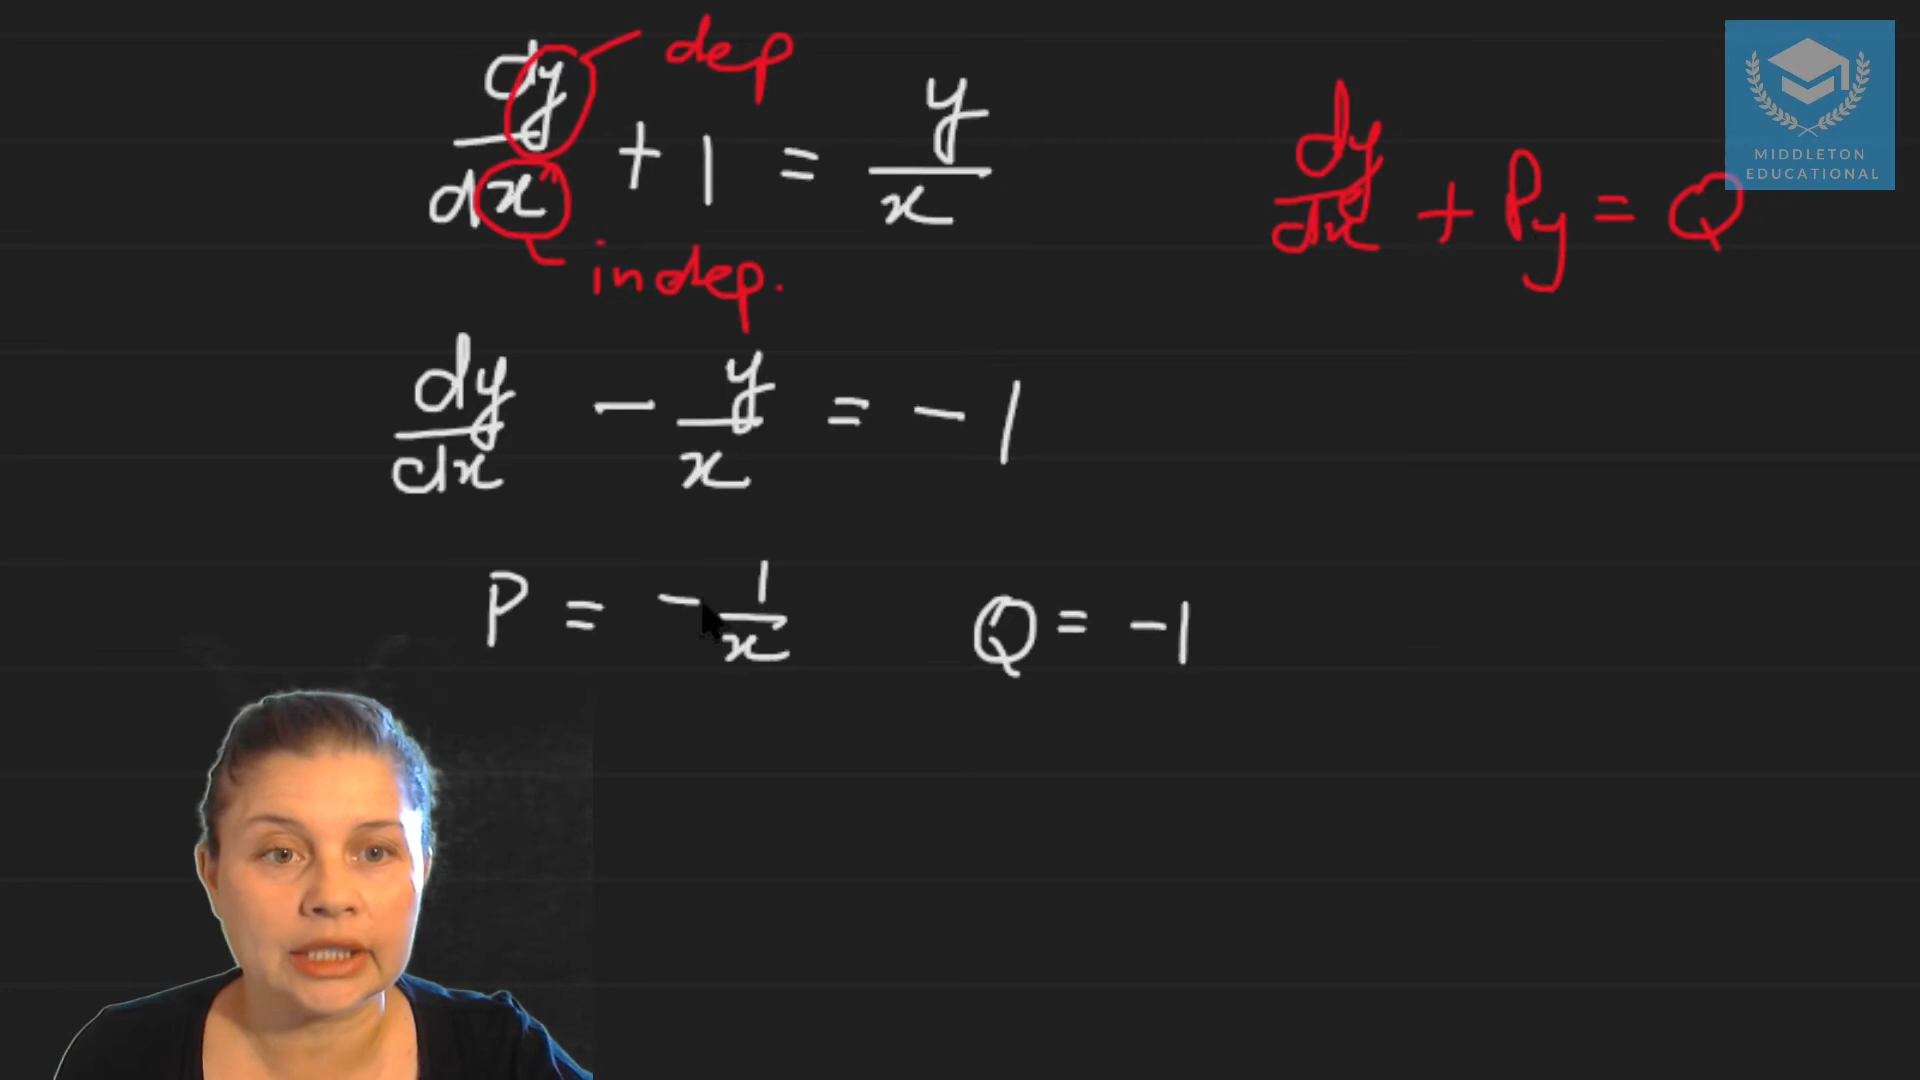 dep
dy/dx + 1 = y/x
indep.
dy/dx + Py = Q
MIDDLETON
EDUCATIONAL
dy/dx - y/x = -1
P = -1/x
Q = -1